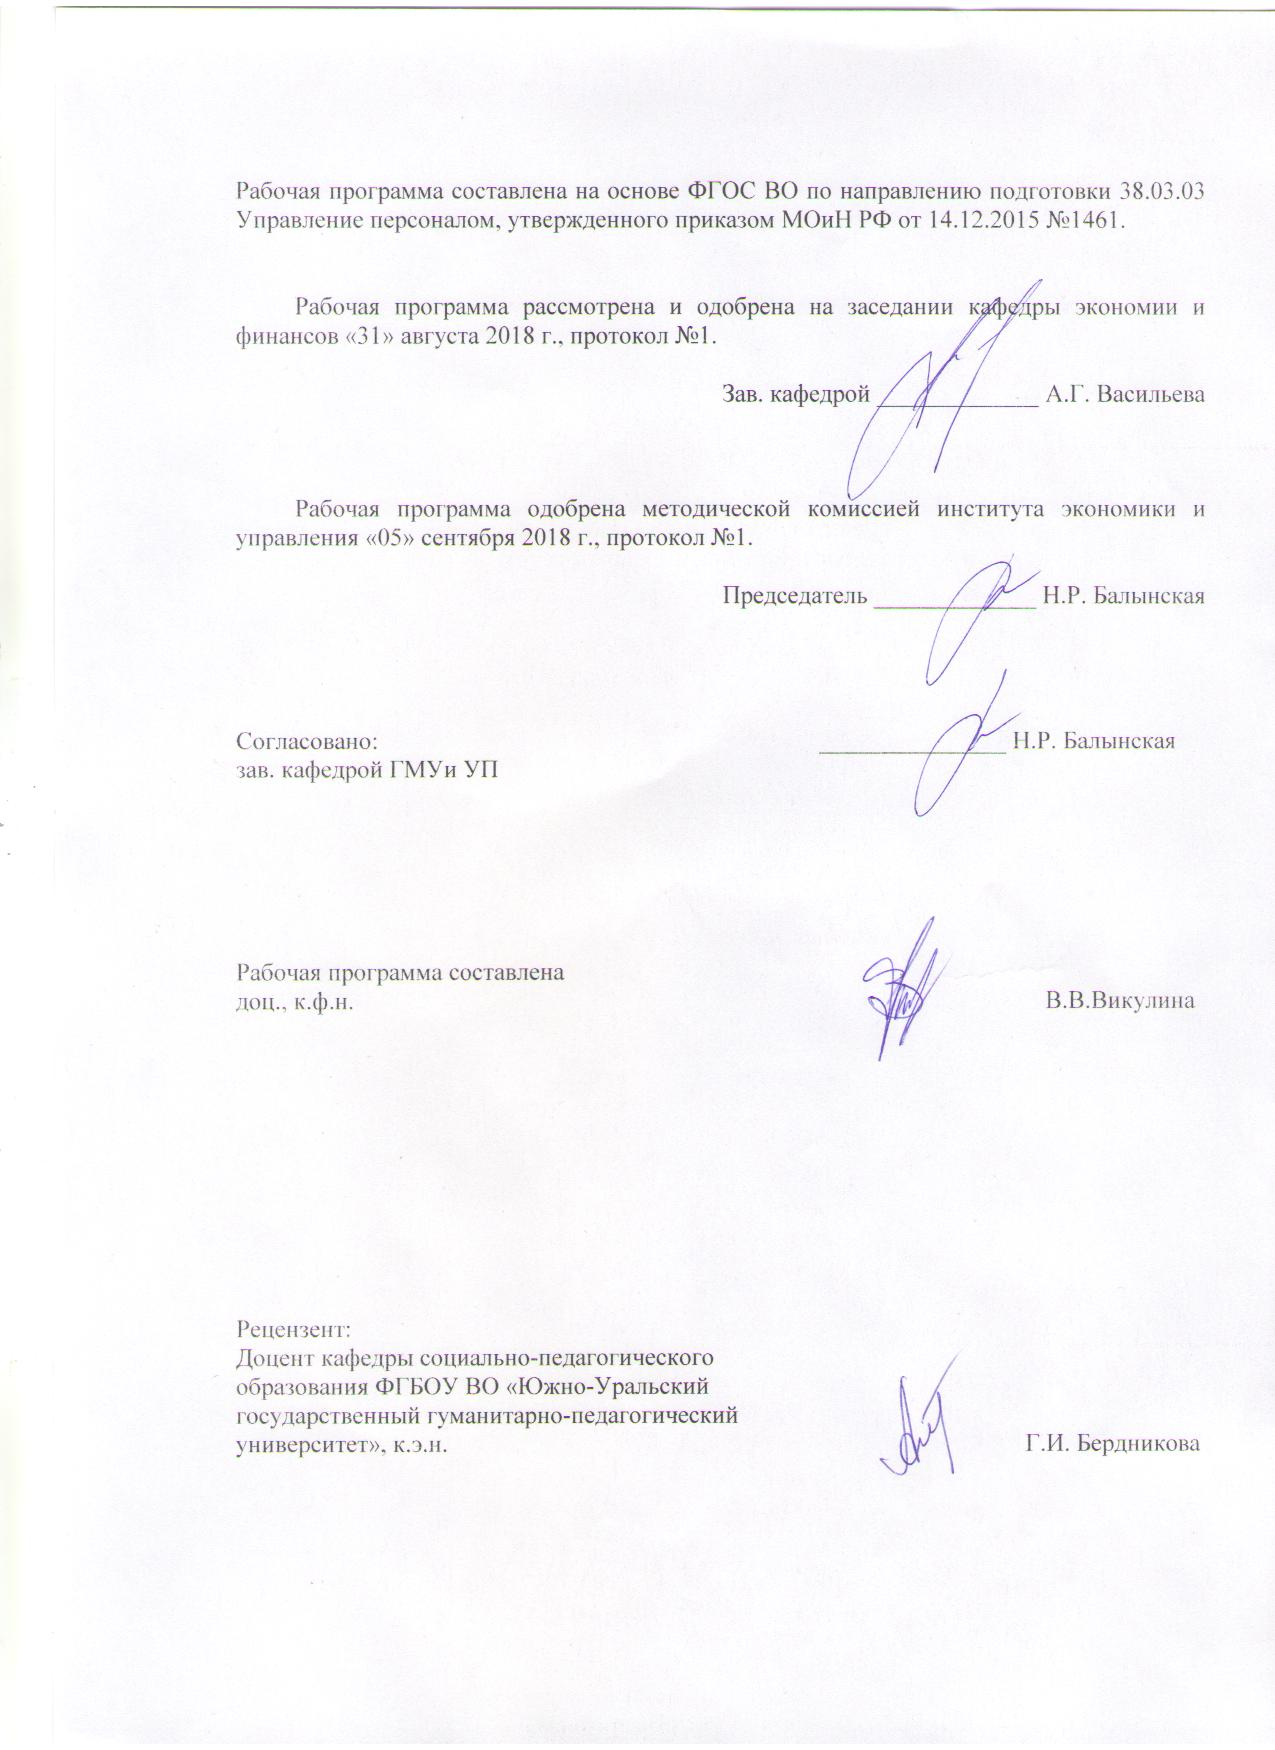 Рабочая программа составлена на основе ФГОС ВО по направлению подготовки 38.03.03
Управление персоналом, утвержденного приказом МОиН РФ от 14.12.2015 №1461.
Рабочая программа рассмотрена и одобрена на заседании кафедры экономии и
финансов «31» августа 2018 г., протокол №1.
Зав. кафедрой _____________ А.Г. Васильева
Рабочая программа одобрена методической комиссией института экономики и
управления «05» сентября 2018 г., протокол №1.
Председатель _____________ Н.Р. Балынская
Согласовано: _______________ Н.Р. Балынская
зав. кафедрой ГМУи УП
Рабочая программа составлена
доц., к.ф.н. В.В.Викулина
Рецензент:
Доцент кафедры социально-педагогического
образования ФГБОУ ВО «Южно-Уральский
государственный гуманитарно-педагогический
университет», к.э.н. Г.И. Бердникова